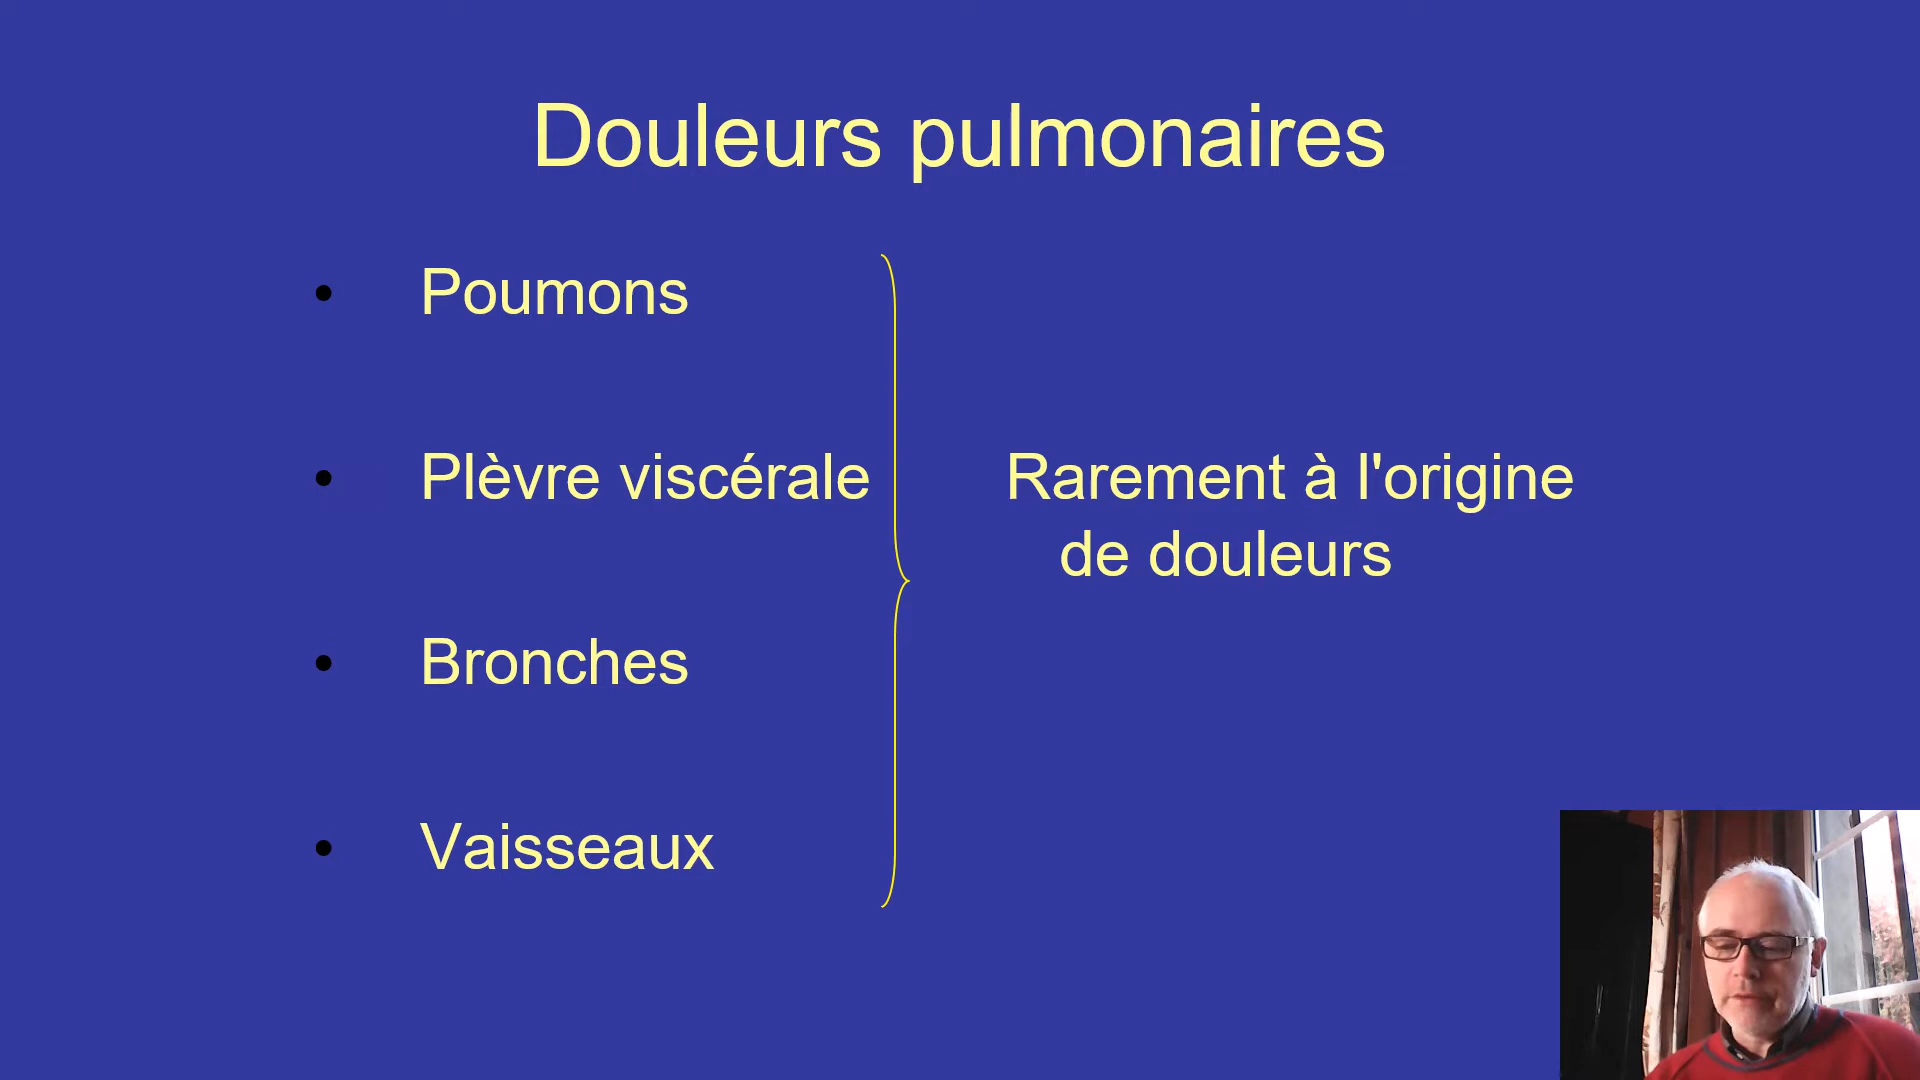 Douleurs pulmonaires
• Poumons
• Plèvre viscérale
Rarement à l'origine
de douleurs
• Bronches
• Vaisseaux